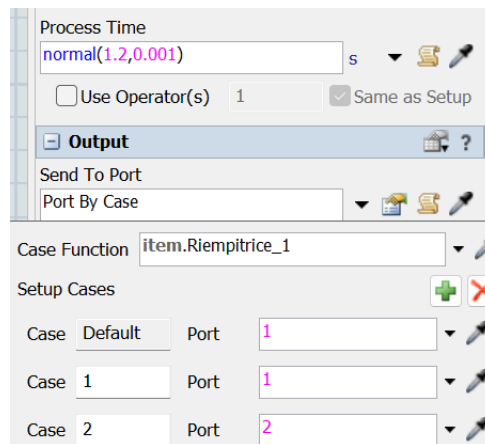 Process Time
normal(1.2,0.001)
s
Use Operator(s) 1 Same as Setup
Output ?
Send To Port
Port By Case
Case Function item.Riempitrice_1
Setup Cases
Case Default Port 1
Case 1 Port 1
Case 2 Port 2